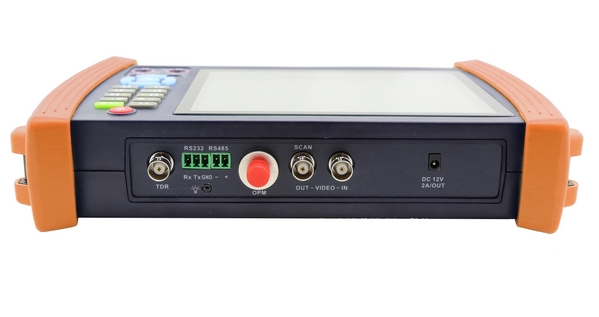 RS232 RS485
SCAN
Rx Tx GND - +
TDR
OPM
OUT – VIDEO – IN
DC 12V
2A/OUT